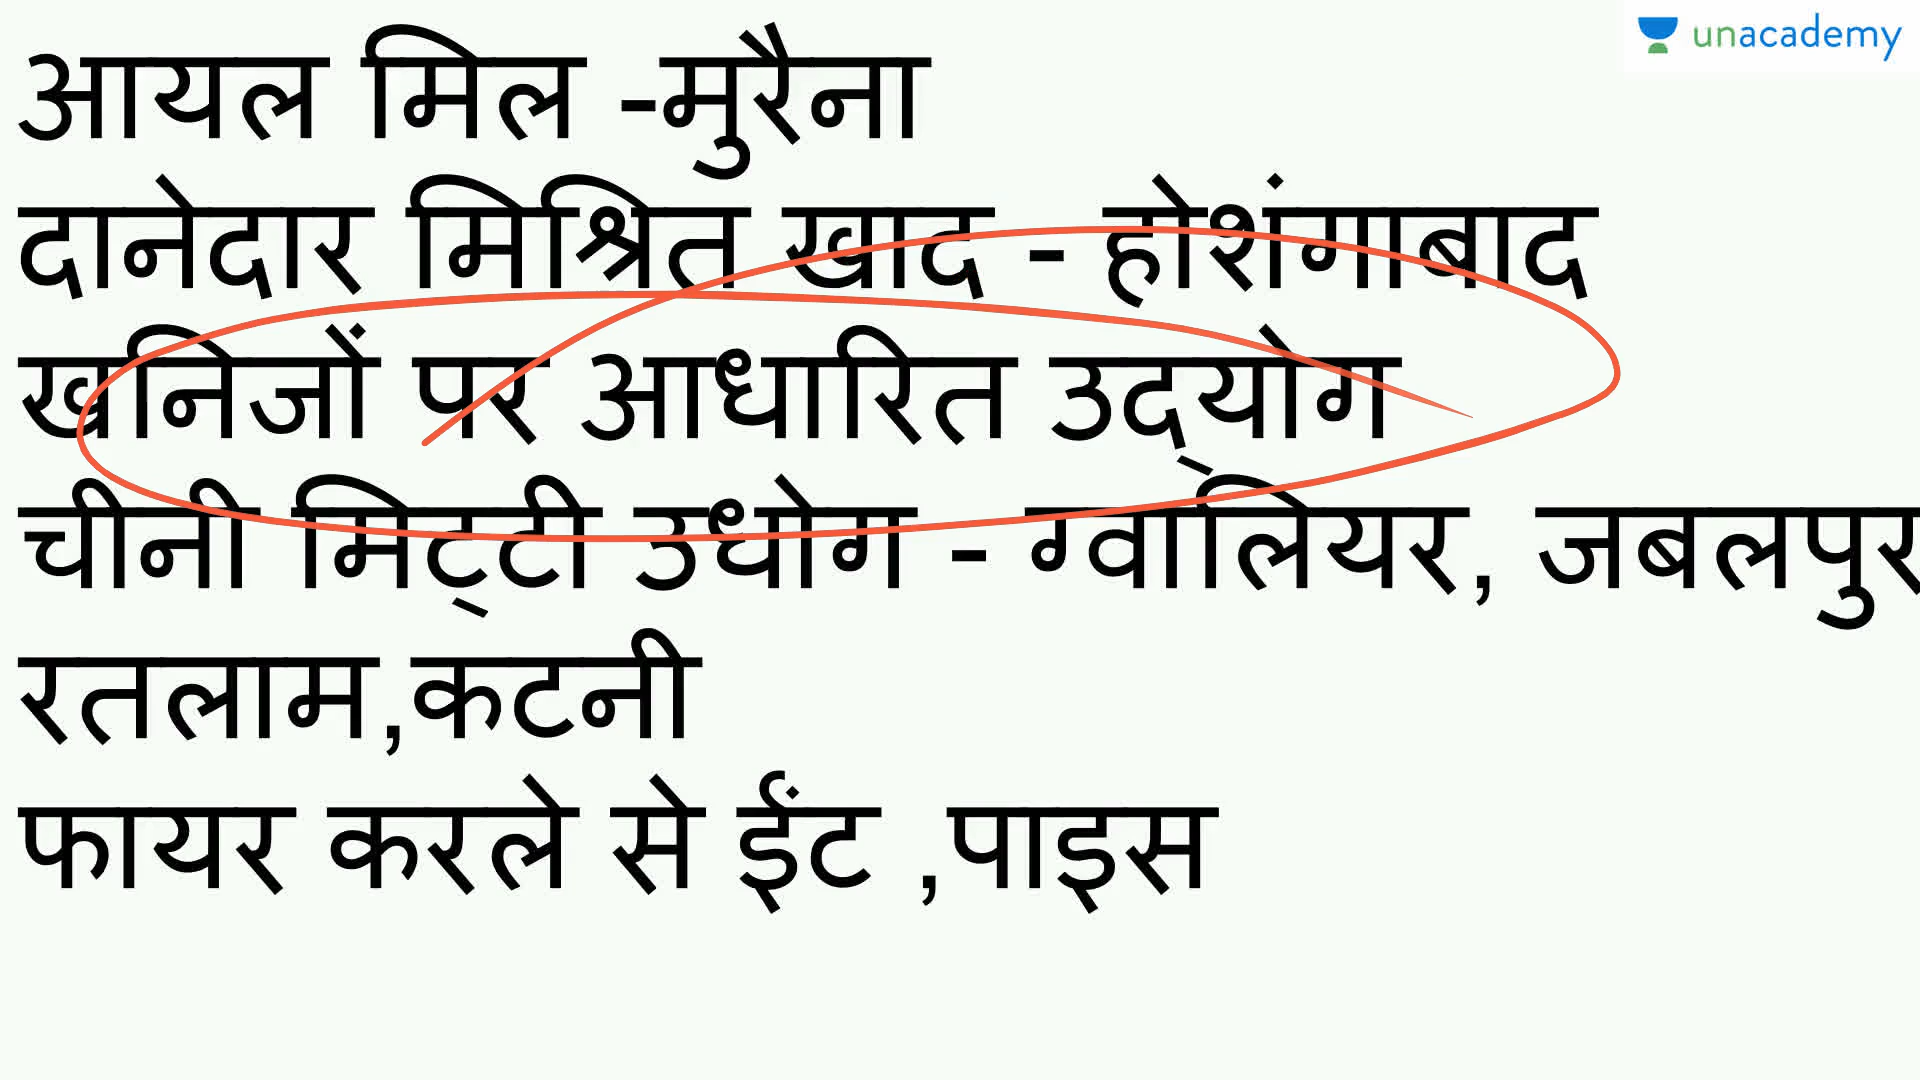 unacademy
आयल मिल -मुरैना
दानेदार मिश्रित खाद - होशंगाबाद
खनिजों पर आधारित उद्‌योग
चीनी मिट्‌टी उधोग - ग्वालियर, जबलपुर
रतलाम,कटनी
फायर करले से ईंट ,पाइस